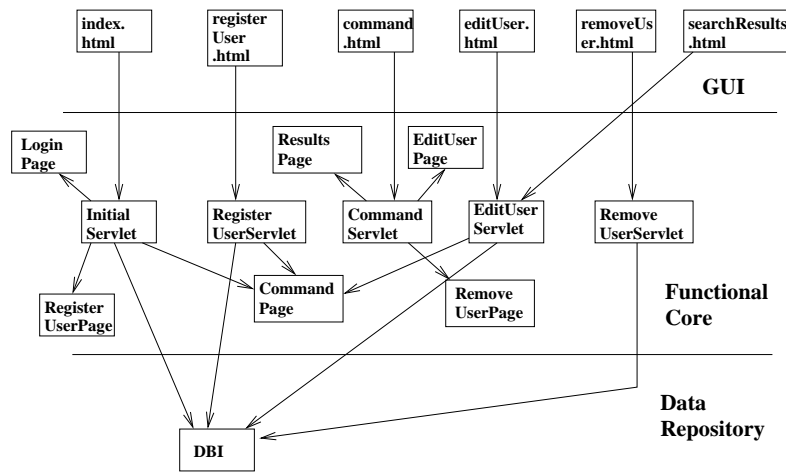 index.
html
register
User
.html
command
.html
editUser.
html
removeUs
er.html
searchResults
.html
GUI
Login
Page
Results
Page
EditUser
Page
Initial
Servlet
Register
UserServlet
Command
Servlet
EditUser
Servlet
Remove
UserServlet
Register
UserPage
Command
Page
Remove
UserPage
Functional
Core
DBI
Data
Repository